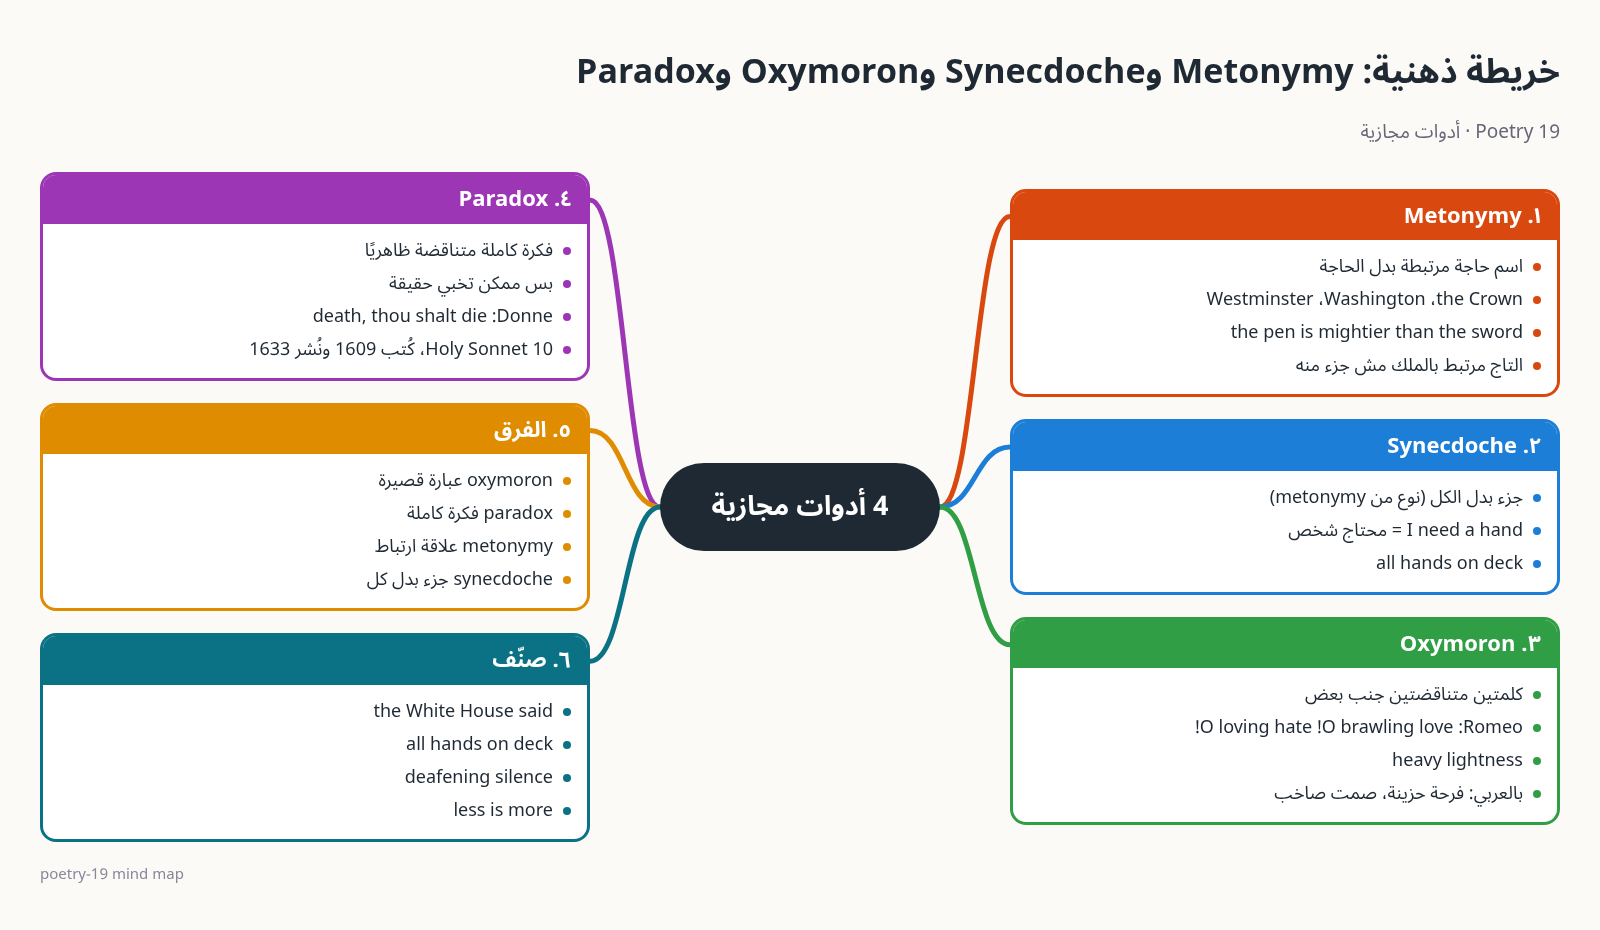 خريطة ذهنية: Metonymy وSynecdoche وOxymoron وParadox
Poetry 19 · أدوات مجازية
١. Metonymy
اسم حاجة مرتبطة بدل الحاجة
the Crown، Washington، Westminster
the pen is mightier than the sword
التاج مرتبط بالملك مش جزء منه
٢. Synecdoche
جزء بدل الكل (نوع من metonymy)
I need a hand = محتاج شخص
all hands on deck
٣. Oxymoron
كلمتين متناقضتين جنب بعض
Romeo: O brawling love! O loving hate!
heavy lightness
بالعربي: فرحة حزينة، صمت صاخب
4 أدوات مجازية
٤. Paradox
فكرة كاملة متناقضة ظاهريًا
بس ممكن تخبي حقيقة
Donne: death, thou shalt die
Holy Sonnet 10، كُتب 1609 ونُشر 1633
٥. الفرق
oxymoron عبارة قصيرة
paradox فكرة كاملة
metonymy علاقة ارتباط
synecdoche جزء بدل كل
٦. صنّف
the White House said
all hands on deck
deafening silence
less is more
poetry-19 mind map